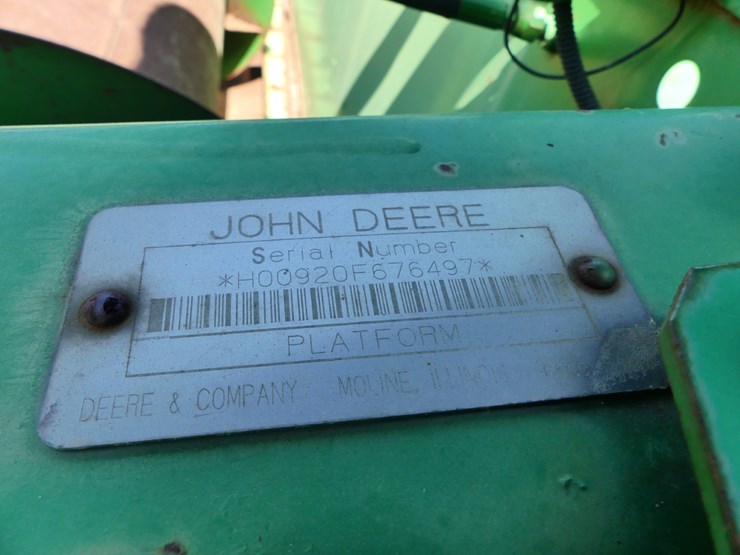 JOHN DEERE
Serial Number
*H00920F676497*
PLATFORM
DEERE & COMPANY MOLINE, ILLINOIS